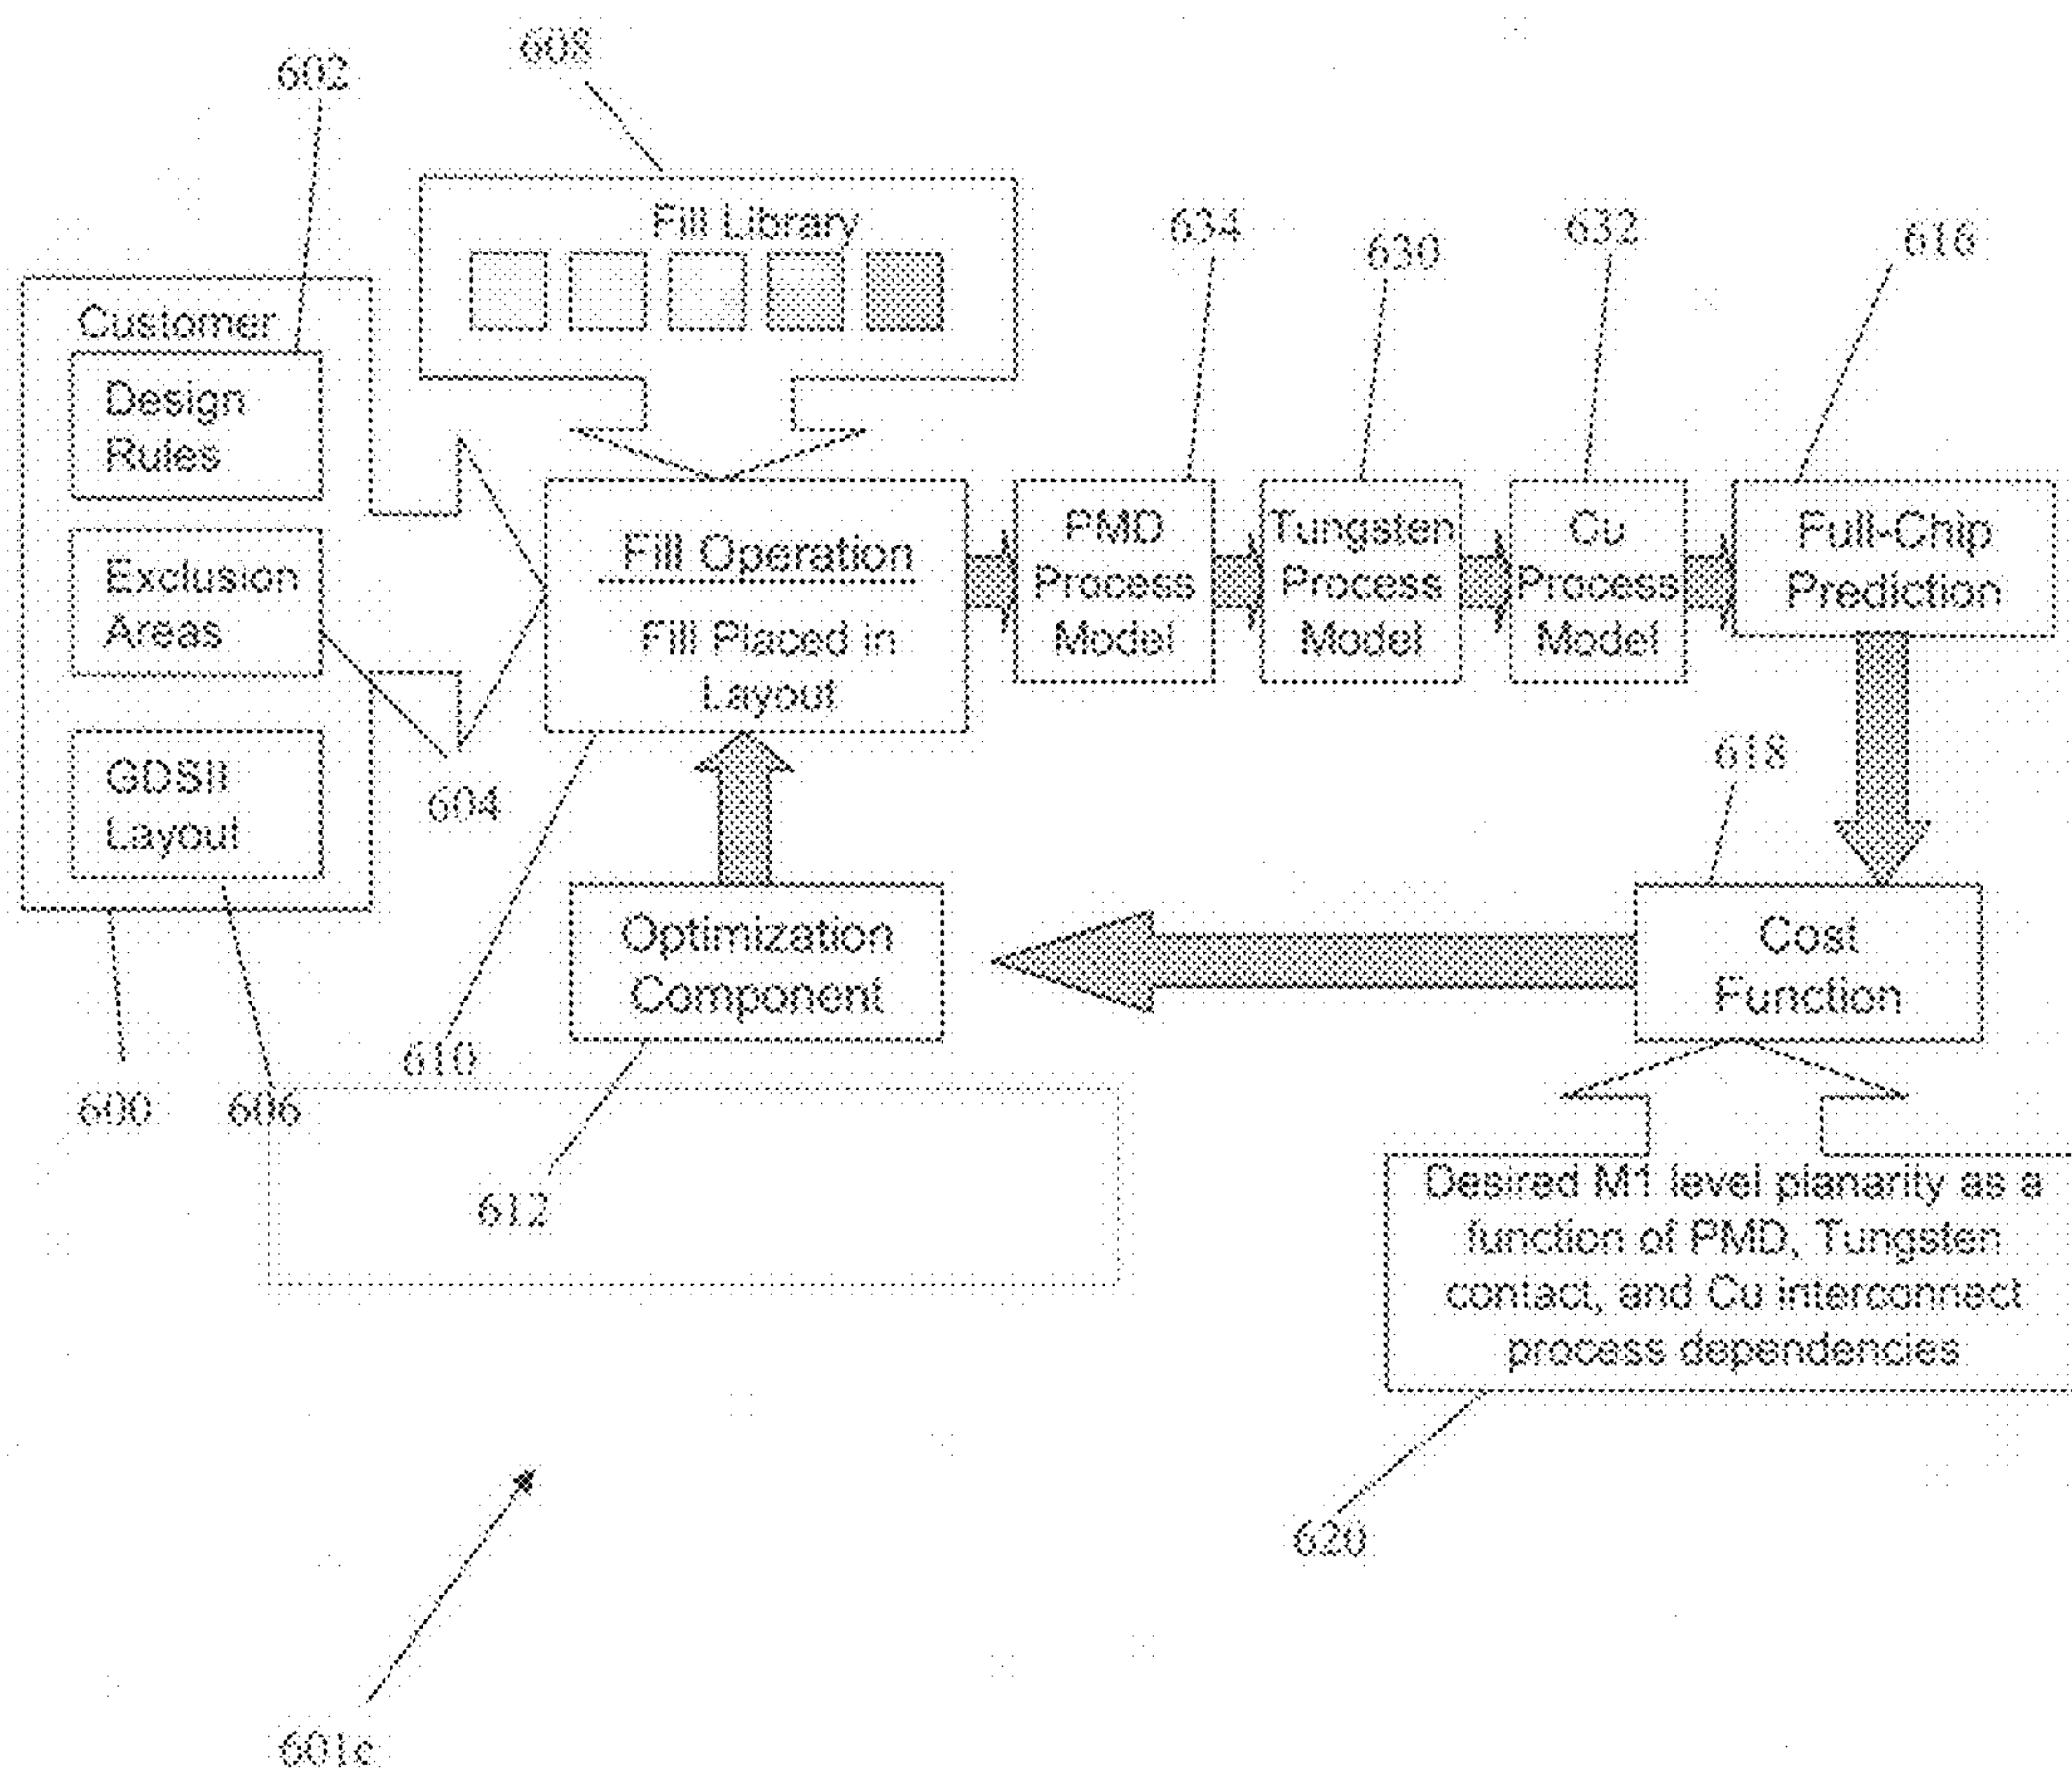 608
602
Fill Library
634
632
630
616
Customer
Design
Rules
Exclusion
Areas
GDSII
Layout
604
Fill Operation
Fill Placed in
Layout
PMD
Process
Model
Tungsten
Process
Model
Cu
Process
Model
Full-Chip
Prediction
618
Optimization
Component
Cost
Function
610
600
606
612
Desired M1 level planarity as a
function of PMD, Tungsten
contact, and Cu interconnect
process dependencies
620
601c